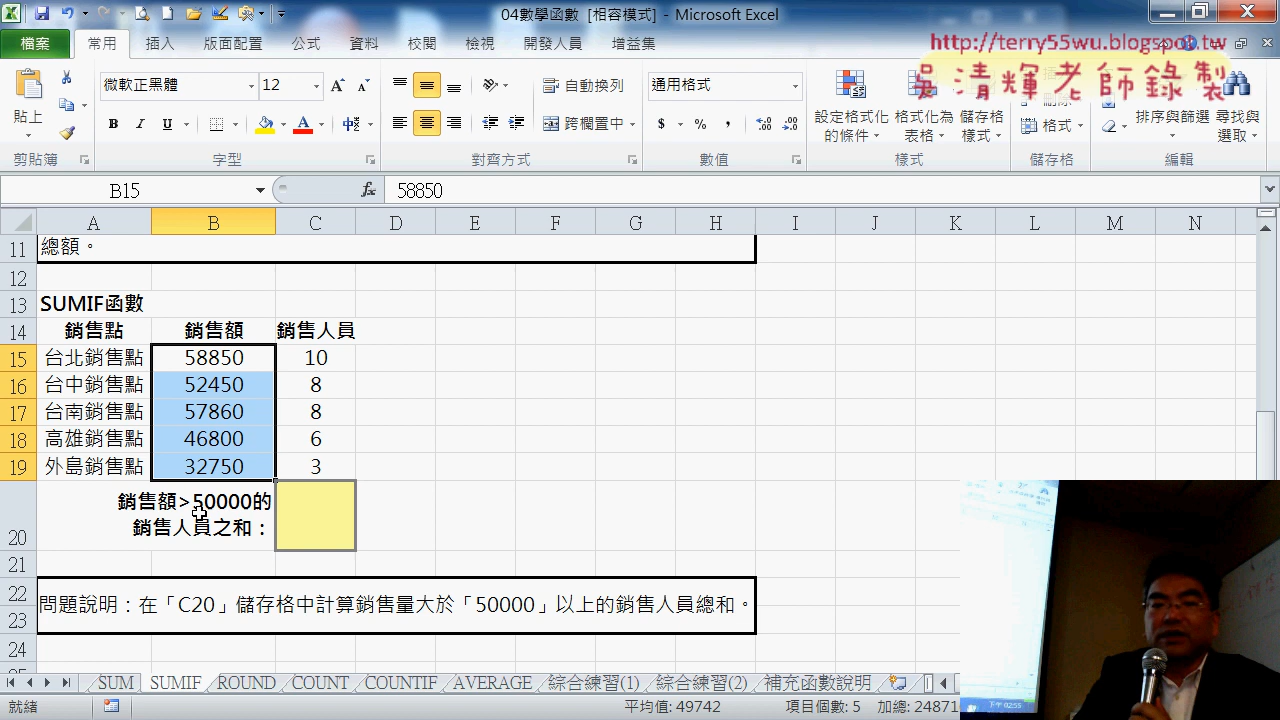 04數學函數 [相容模式] - Microsoft Excel
檔案 常用 插入 版面配置 公式 資料 校閱 檢視 開發人員 增益集
http://terry55wu.blogspot.tw
吳清輝老師錄製
貼上 微軟正黑體 12 自動換列 通用格式 設定格式化的條件 格式化為表格 儲存格樣式 刪除 格式 排序與篩選 尋找與選取
B I U 中 跨欄置中 $ % ,
剪貼簿 字型 對齊方式 數值 樣式 儲存格 編輯
B15 fx 58850
A B C D E F G H I J K L M N
11 總額。
12
13 SUMIF函數
14 銷售點 銷售額 銷售人員
15 台北銷售點 58850 10
16 台中銷售點 52450 8
17 台南銷售點 57860 8
18 高雄銷售點 46800 6
19 外島銷售點 32750 3
銷售額>50000的
20 銷售人員之和：
21
22 問題說明：在「C20」儲存格中計算銷售量大於「50000」以上的銷售人員總和。
23
24
SUM SUMIF ROUND COUNT COUNTIF AVERAGE 綜合練習(1) 綜合練習(2) 補充函數說明
就緒 平均值: 49742 項目個數: 5 加總: 24871
下午 02:55